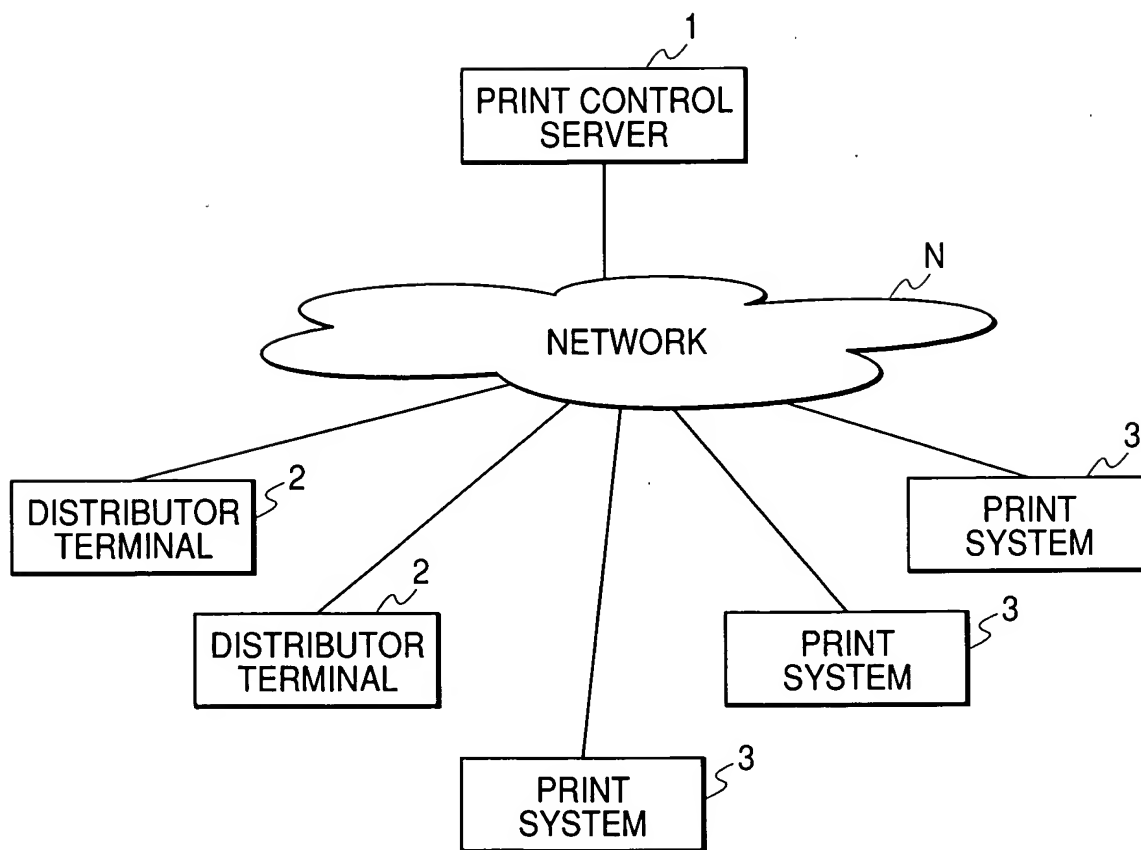 1
PRINT CONTROL
SERVER
N
NETWORK
2
DISTRIBUTOR
TERMINAL
2
DISTRIBUTOR
TERMINAL
3
PRINT
SYSTEM
3
PRINT
SYSTEM
3
PRINT
SYSTEM